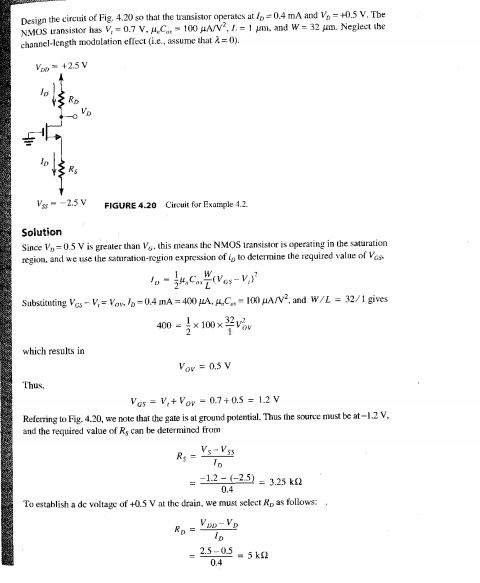 Design the circuit of Fig. 4.20 so that the transistor operates at I_D = 0.4 mA and V_D = +0.5 V. The
NMOS transistor has V_t = 0.7 V, μ_nC_ox = 100 μA/V², L = 1 μm, and W = 32 μm. Neglect the
channel-length modulation effect (i.e., assume that λ = 0).
V_DD = +2.5 V
I_D
R_D
V_D
I_D
R_S
V_SS = −2.5 V
FIGURE 4.20 Circuit for Example 4.2.
Solution
Since V_D = 0.5 V is greater than V_G, this means the NMOS transistor is operating in the saturation
region, and we use the saturation-region expression of i_D to determine the required value of V_GS,
I_D = 1/2 μ_nC_ox W/L (V_GS − V_t)²
Substituting V_GS − V_t = V_OV, I_D = 0.4 mA = 400 μA, μ_nC_ox = 100 μA/V², and W/L = 32/1 gives
400 = 1/2 × 100 × 32/1 V²_OV
which results in
V_OV = 0.5 V
Thus,
V_GS = V_t + V_OV = 0.7 + 0.5 = 1.2 V
Referring to Fig. 4.20, we note that the gate is at ground potential. Thus the source must be at −1.2 V,
and the required value of R_S can be determined from
R_S = (V_S − V_SS)/I_D
= (−1.2 − (−2.5))/0.4 = 3.25 kΩ
To establish a dc voltage of +0.5 V at the drain, we must select R_D as follows:
R_D = (V_DD − V_D)/I_D
= (2.5 − 0.5)/0.4 = 5 kΩ